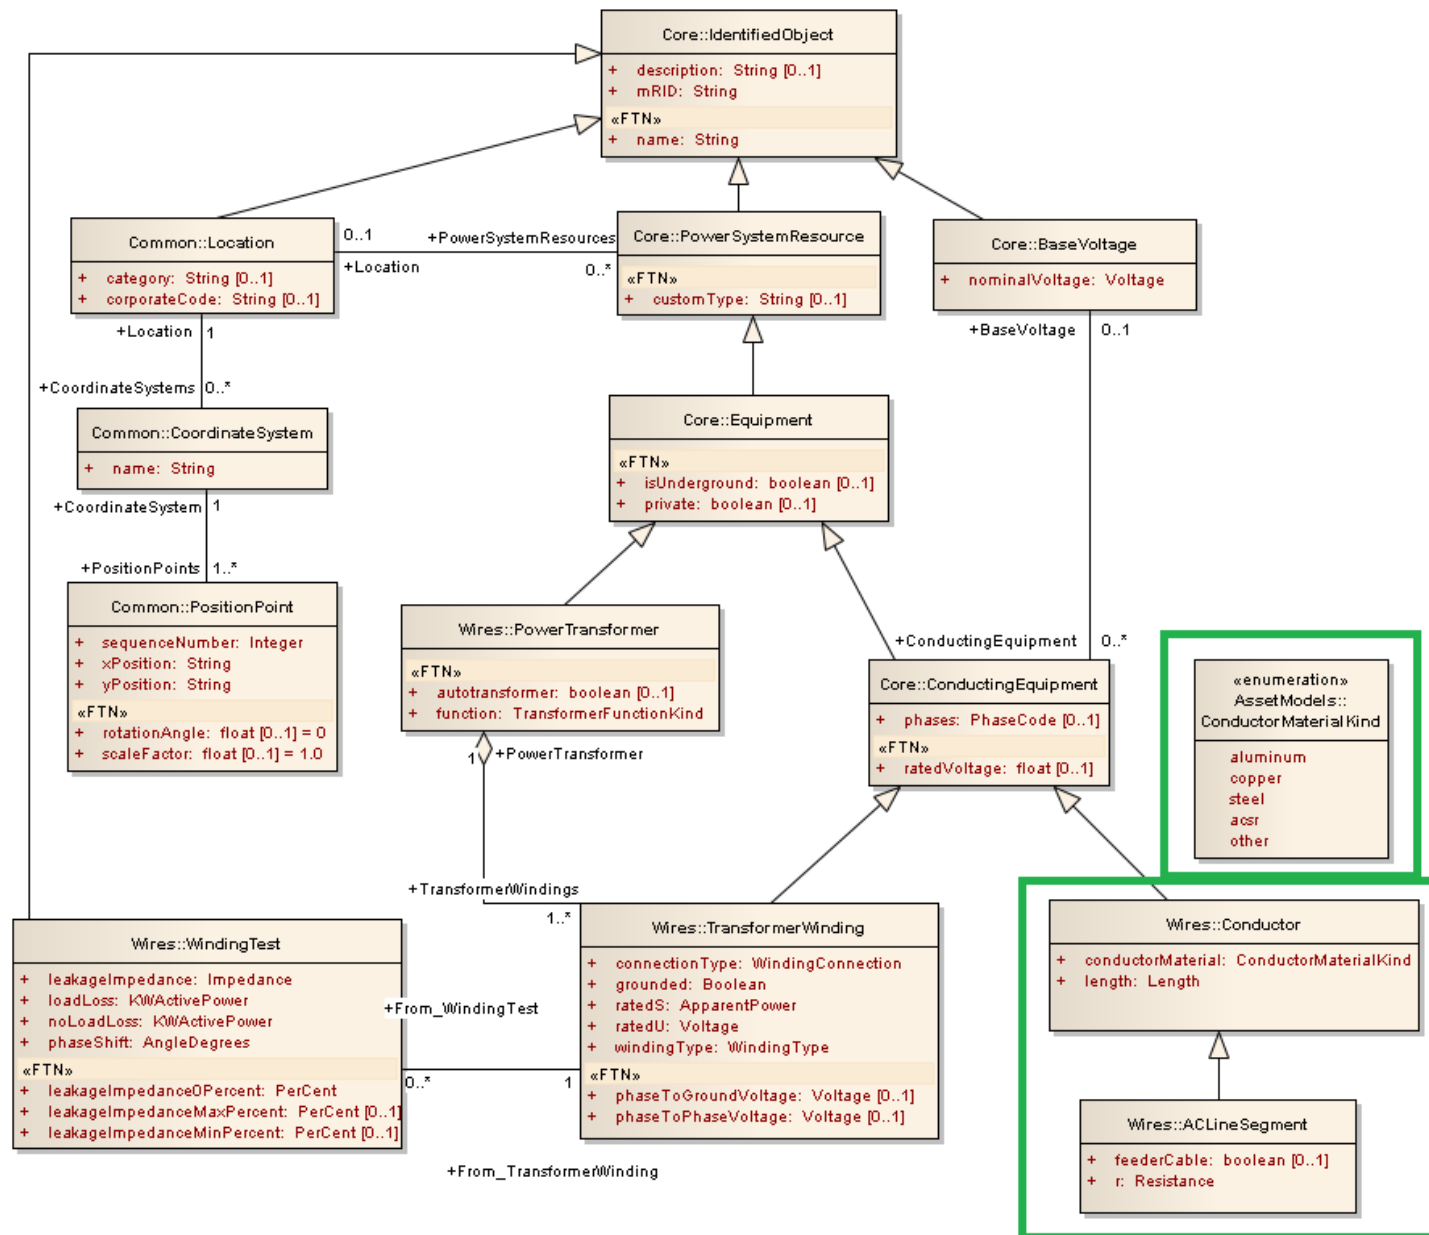 Core::IdentifiedObject
+ description: String [0..1]
+ mRID: String
«FTN»
+ name: String
Common::Location
+ category: String [0..1]
+ corporateCode: String [0..1]
0..1
+Location
+PowerSystemResources
0..*
Core::PowerSystemResource
«FTN»
+ customType: String [0..1]
Core::BaseVoltage
+ nominalVoltage: Voltage
+Location 1
+BaseVoltage 0..1
+CoordinateSystems 0..*
Common::CoordinateSystem
+ name: String
+CoordinateSystem 1
Core::Equipment
«FTN»
+ isUnderground: boolean [0..1]
+ private: boolean [0..1]
+PositionPoints 1..*
Common::PositionPoint
+ sequenceNumber: Integer
+ xPosition: String
+ yPosition: String
«FTN»
+ rotationAngle: float [0..1] = 0
+ scaleFactor: float [0..1] = 1.0
Wires::PowerTransformer
«FTN»
+ autotransformer: boolean [0..1]
+ function: TransformerFunctionKind
1 +PowerTransformer
+ConductingEquipment 0..*
Core::ConductingEquipment
+ phases: PhaseCode [0..1]
«FTN»
+ ratedVoltage: float [0..1]
«enumeration»
AssetModels::
ConductorMaterialKind
aluminum
copper
steel
acsr
other
+TransformerWindings
1..*
Wires::WindingTest
+ leakageImpedance: Impedance
+ loadLoss: KWActivePower
+ noLoadLoss: KWActivePower
+ phaseShift: AngleDegrees
«FTN»
+ leakageImpedance0Percent: PerCent
+ leakageImpedanceMaxPercent: PerCent [0..1]
+ leakageImpedanceMinPercent: PerCent [0..1]
+From_WindingTest
0..*
1
+From_TransformerWinding
Wires::TransformerWinding
+ connectionType: WindingConnection
+ grounded: Boolean
+ ratedS: ApparentPower
+ ratedU: Voltage
+ windingType: WindingType
«FTN»
+ phaseToGroundVoltage: Voltage [0..1]
+ phaseToPhaseVoltage: Voltage [0..1]
Wires::Conductor
+ conductorMaterial: ConductorMaterialKind
+ length: Length
Wires::ACLineSegment
+ feederCable: boolean [0..1]
+ r: Resistance